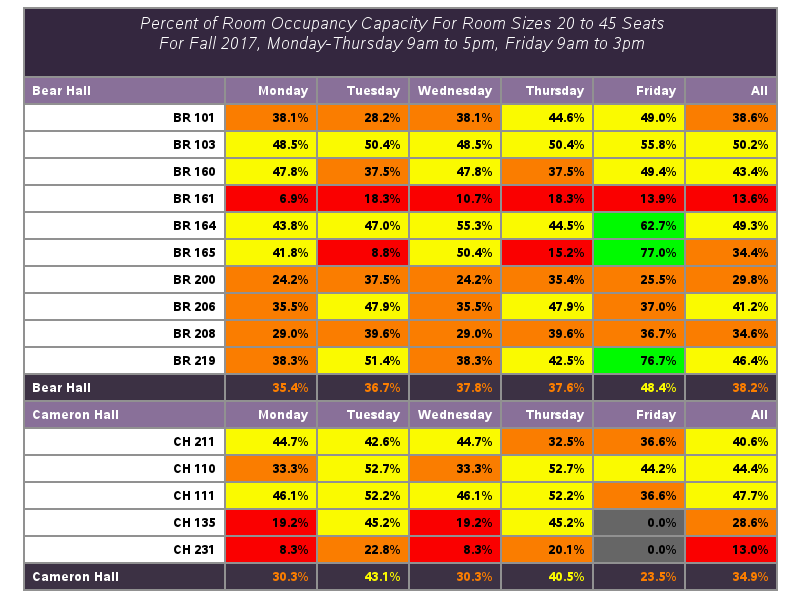 Percent of Room Occupancy Capacity For Room Sizes 20 to 45 Seats
For Fall 2017, Monday-Thursday 9am to 5pm, Friday 9am to 3pm
Bear Hall Monday Tuesday Wednesday Thursday Friday All
BR 101 38.1% 28.2% 38.1% 44.6% 49.0% 38.6%
BR 103 48.5% 50.4% 48.5% 50.4% 55.8% 50.2%
BR 160 47.8% 37.5% 47.8% 37.5% 49.4% 43.4%
BR 161 6.9% 18.3% 10.7% 18.3% 13.9% 13.6%
BR 164 43.8% 47.0% 55.3% 44.5% 62.7% 49.3%
BR 165 41.8% 8.8% 50.4% 15.2% 77.0% 34.4%
BR 200 24.2% 37.5% 24.2% 35.4% 25.5% 29.8%
BR 206 35.5% 47.9% 35.5% 47.9% 37.0% 41.2%
BR 208 29.0% 39.6% 29.0% 39.6% 36.7% 34.6%
BR 219 38.3% 51.4% 38.3% 42.5% 76.7% 46.4%
Bear Hall 35.4% 36.7% 37.8% 37.6% 48.4% 38.2%
Cameron Hall Monday Tuesday Wednesday Thursday Friday All
CH 211 44.7% 42.6% 44.7% 32.5% 36.6% 40.6%
CH 110 33.3% 52.7% 33.3% 52.7% 44.2% 44.4%
CH 111 46.1% 52.2% 46.1% 52.2% 36.6% 47.7%
CH 135 19.2% 45.2% 19.2% 45.2% 0.0% 28.6%
CH 231 8.3% 22.8% 8.3% 20.1% 0.0% 13.0%
Cameron Hall 30.3% 43.1% 30.3% 40.5% 23.5% 34.9%